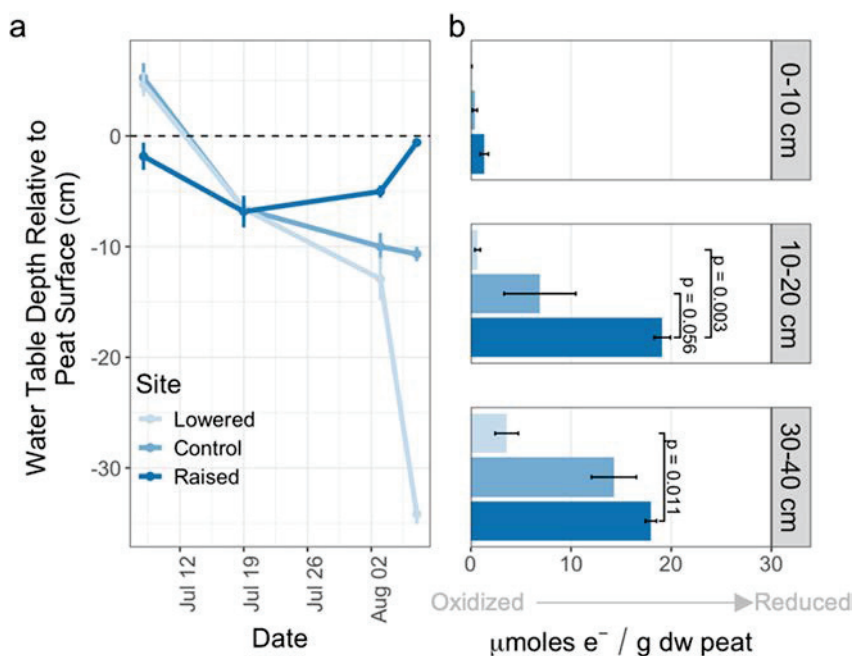 a
Water Table Depth Relative to
Peat Surface (cm)
0
-10
-20
-30
Site
Lowered
Control
Raised
Jul 12
Jul 19
Jul 26
Aug 02
Date
b
0-10 cm
10-20 cm
p = 0.003
p = 0.056
30-40 cm
p = 0.011
0
10
20
30
Oxidized
Reduced
μmoles e⁻ / g dw peat